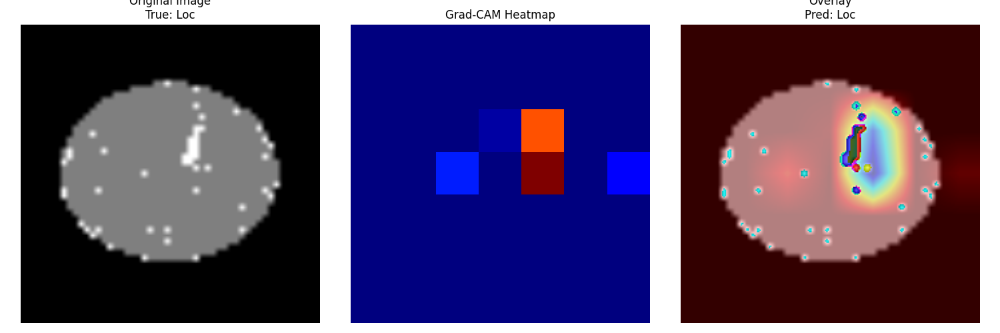 Original Image
True: Loc
Grad-CAM Heatmap
Overlay
Pred: Loc